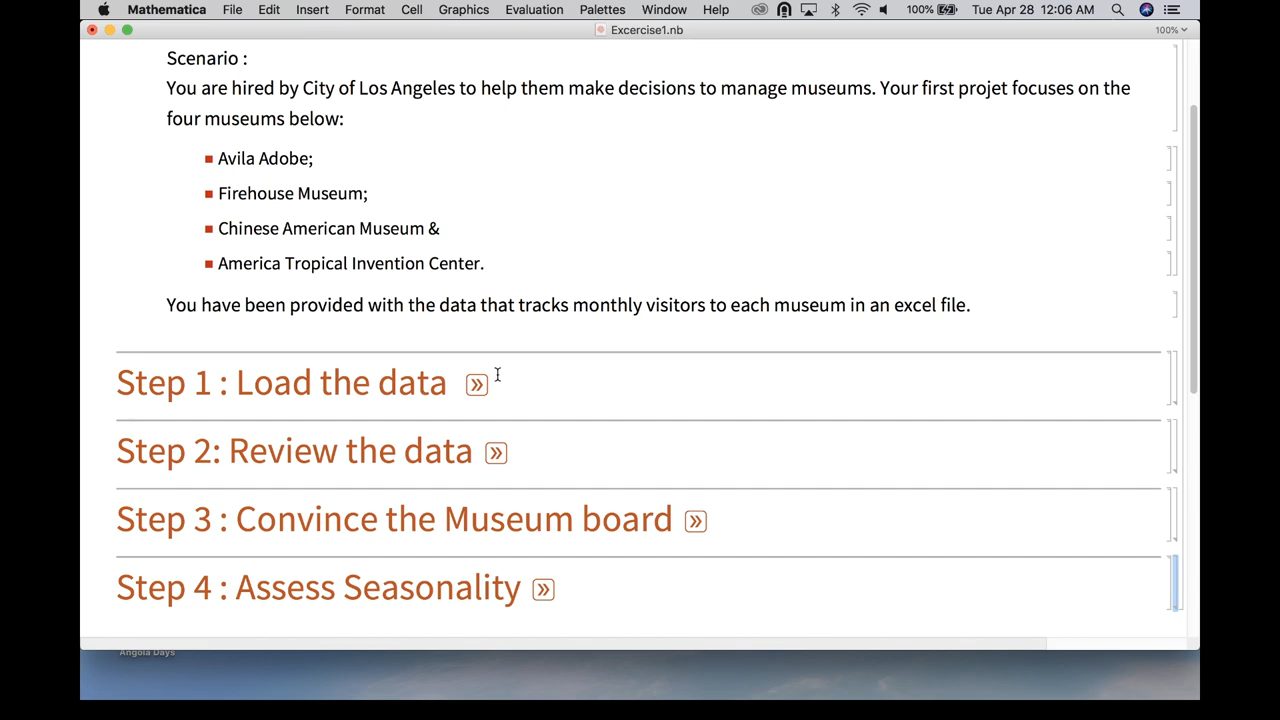 Mathematica File Edit Insert Format Cell Graphics Evaluation Palettes Window Help 100% Tue Apr 28 12:06 AM
Excercise1.nb 100%
Scenario :
You are hired by City of Los Angeles to help them make decisions to manage museums. Your first projet focuses on the
four museums below:
Avila Adobe;
Firehouse Museum;
Chinese American Museum &
America Tropical Invention Center.
You have been provided with the data that tracks monthly visitors to each museum in an excel file.
Step 1 : Load the data »
Step 2: Review the data »
Step 3 : Convince the Museum board »
Step 4 : Assess Seasonality »
Angola Days